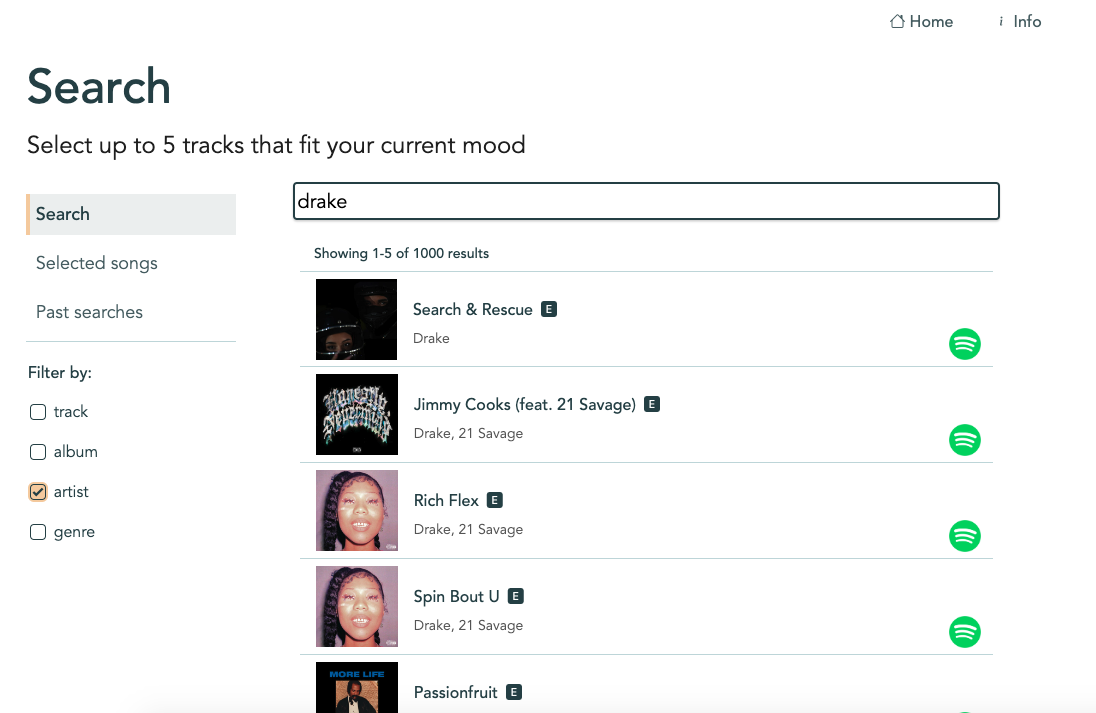 Home
i Info
Search
Select up to 5 tracks that fit your current mood
Search
Selected songs
Past searches
Filter by:
track
album
artist
genre
drake
Showing 1-5 of 1000 results
Search & Rescue E
Drake
Jimmy Cooks (feat. 21 Savage) E
Drake, 21 Savage
Rich Flex E
Drake, 21 Savage
Spin Bout U E
Drake, 21 Savage
MORE LIFE
Passionfruit E